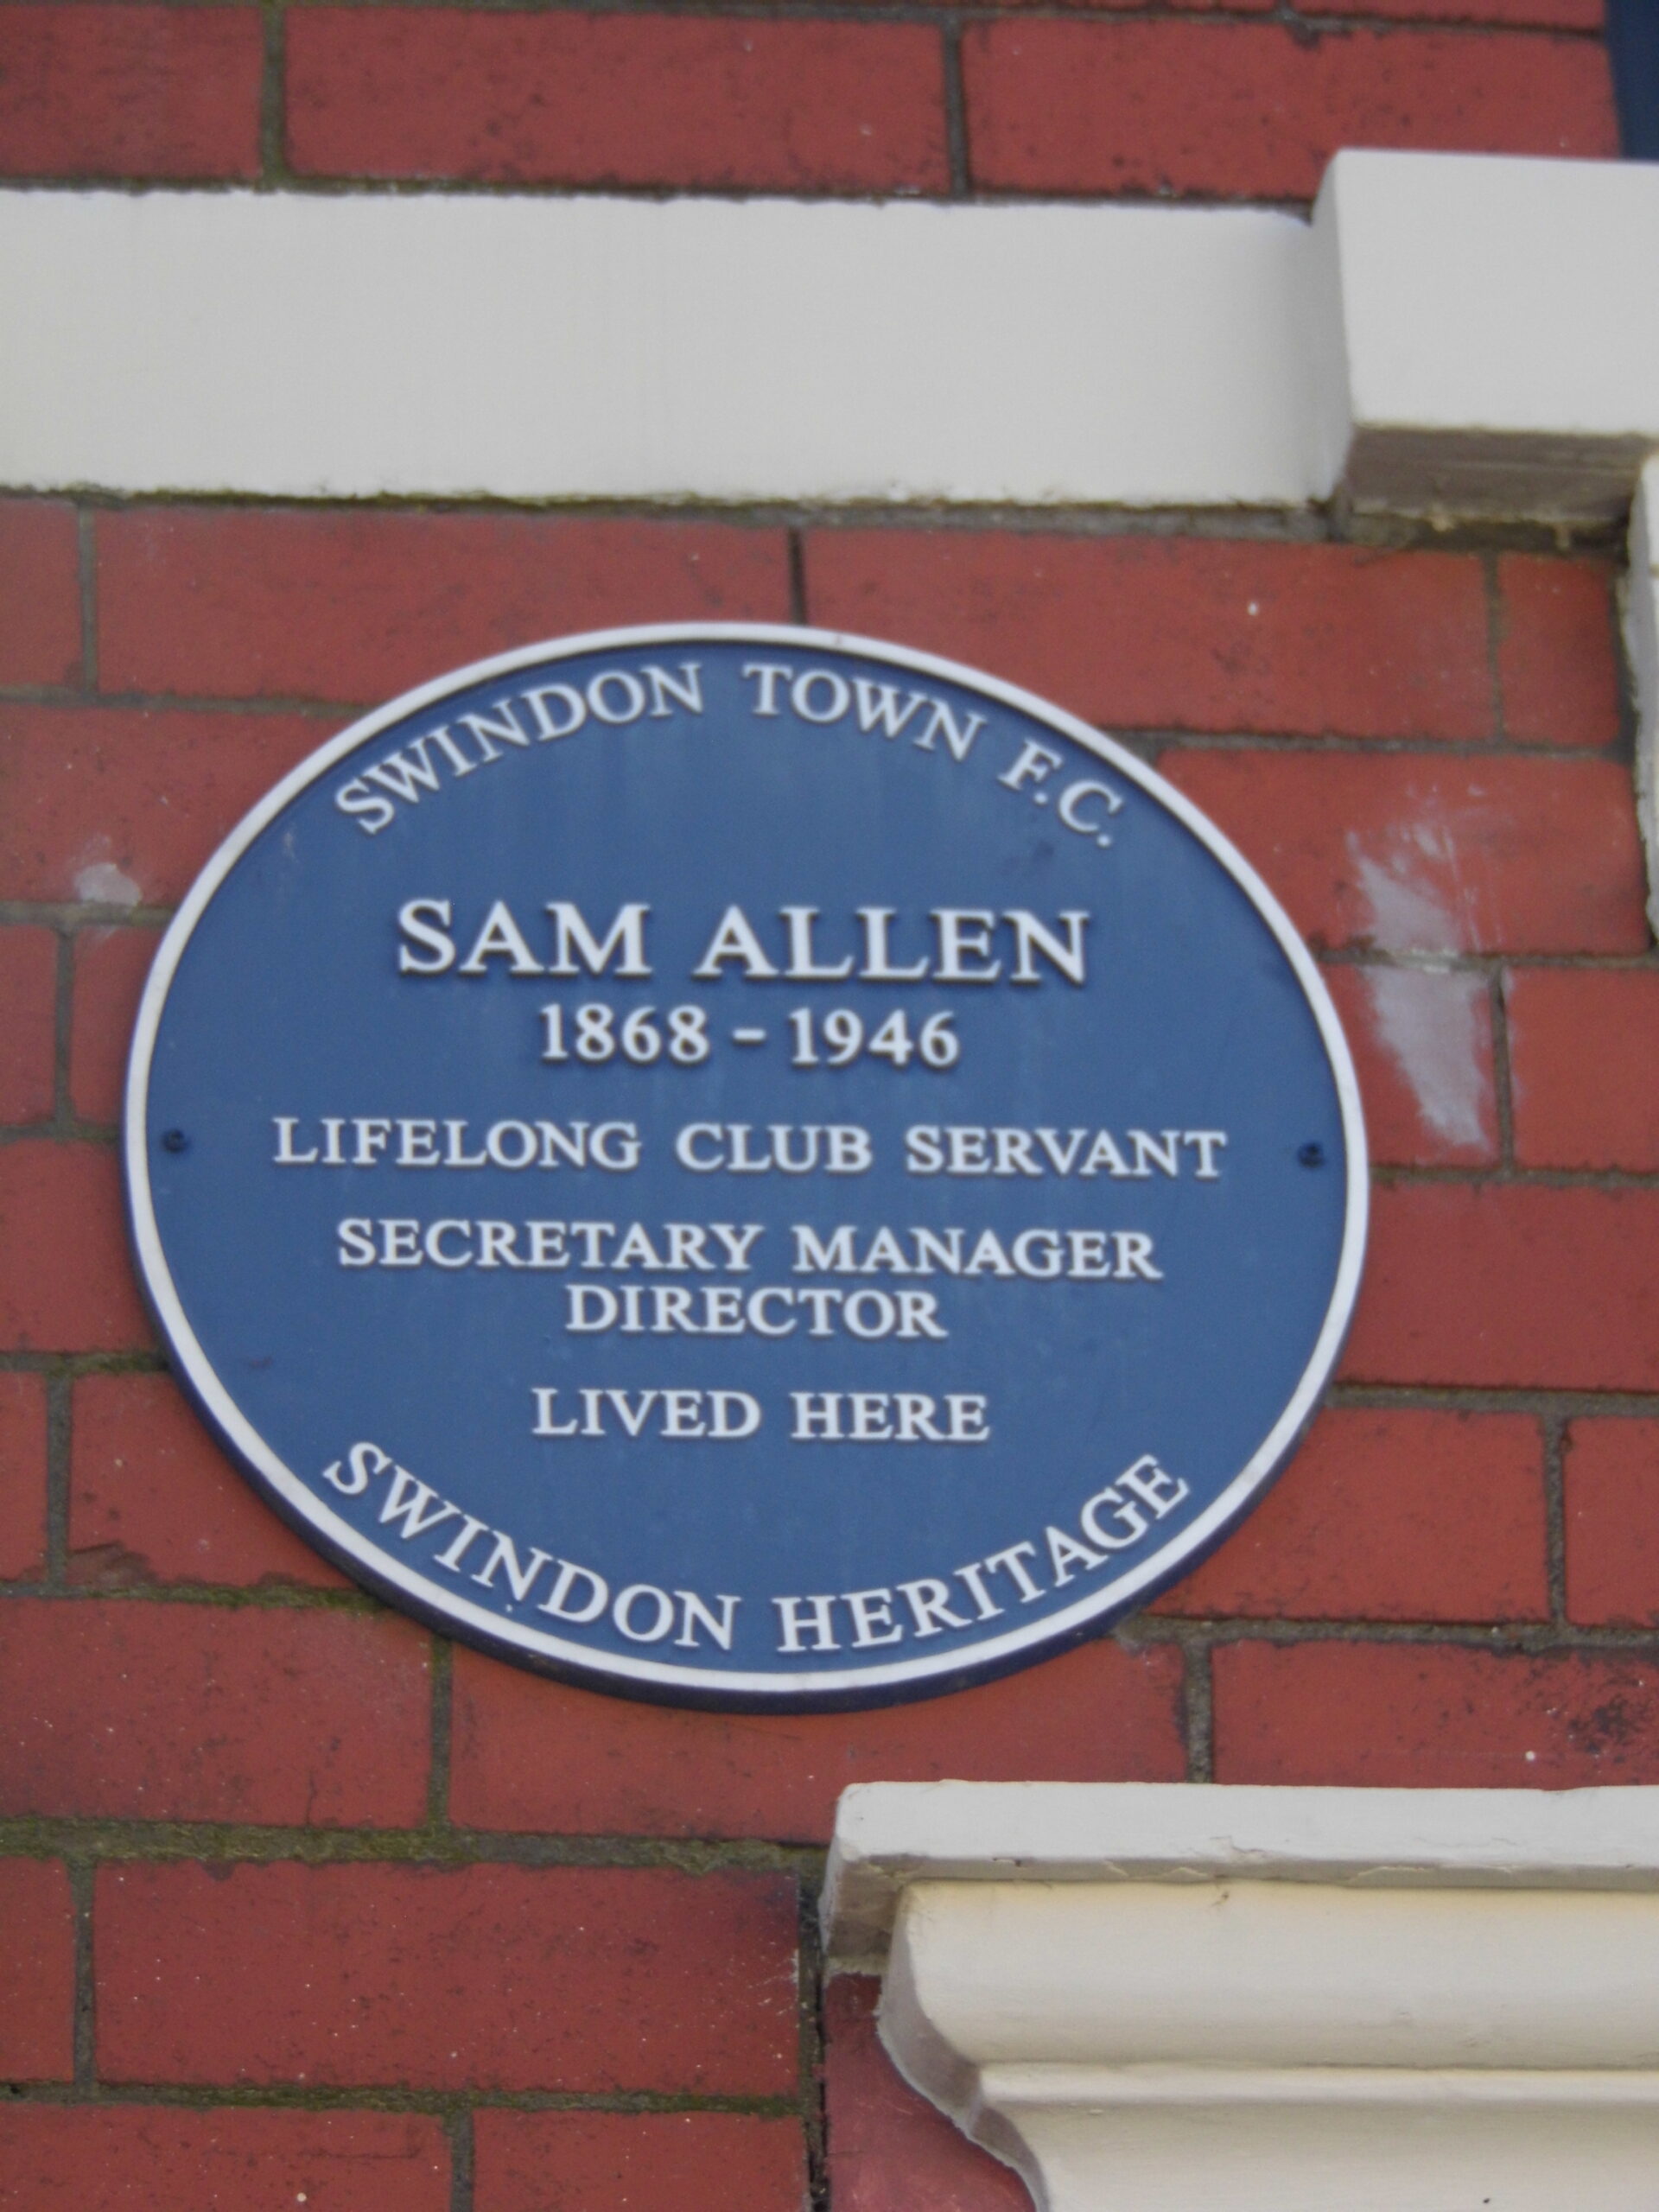 SWINDON TOWN F.C.
SAM ALLEN
1868 - 1946
LIFELONG CLUB SERVANT
SECRETARY MANAGER
DIRECTOR
LIVED HERE
SWINDON HERITAGE